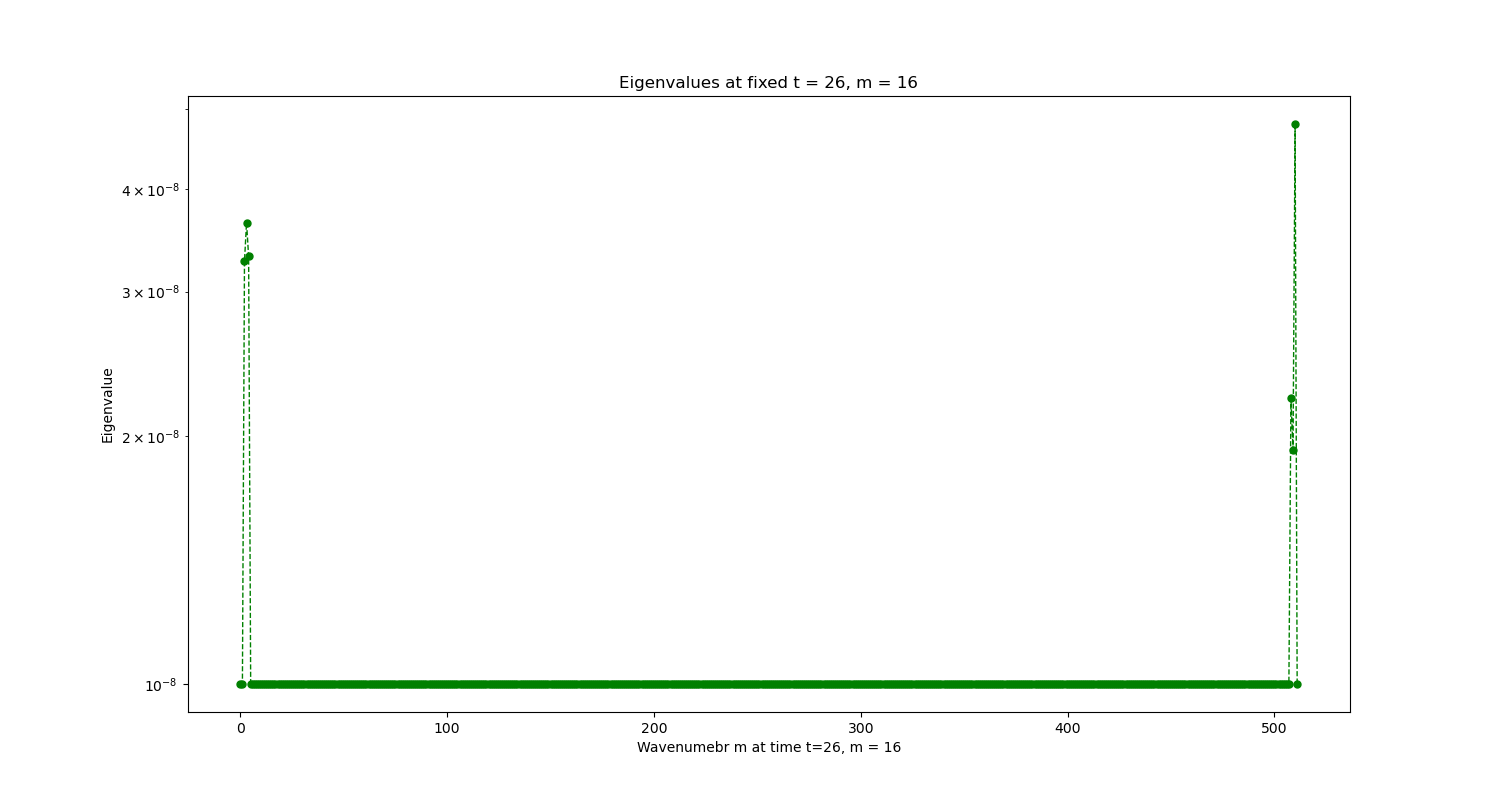 Eigenvalues at fixed t = 26, m = 16
Eigenvalue
4 × 10⁻⁸
3 × 10⁻⁸
2 × 10⁻⁸
10⁻⁸
0 100 200 300 400 500
Wavenumebr m at time t=26, m = 16